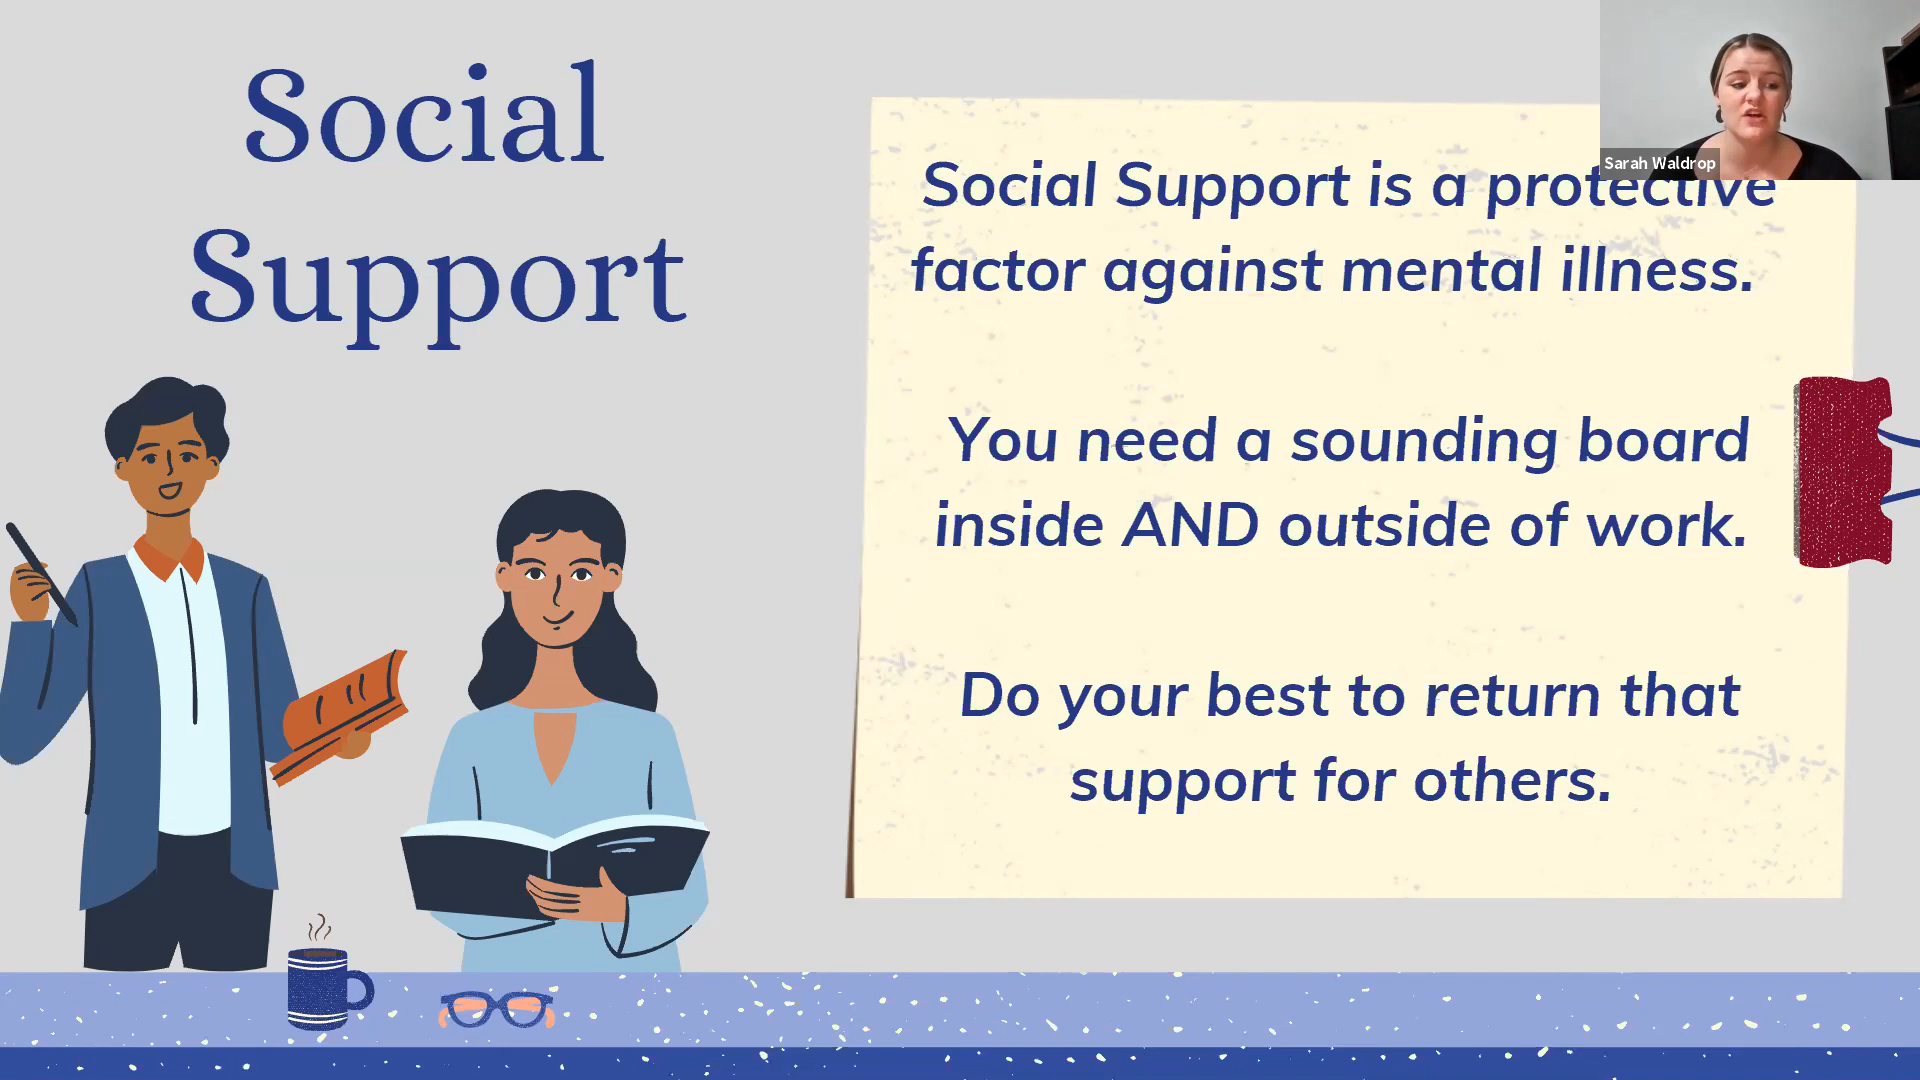 Social
Support
Sarah Waldrop
Social Support is a protective
factor against mental illness.
You need a sounding board
inside AND outside of work.
Do your best to return that
support for others.